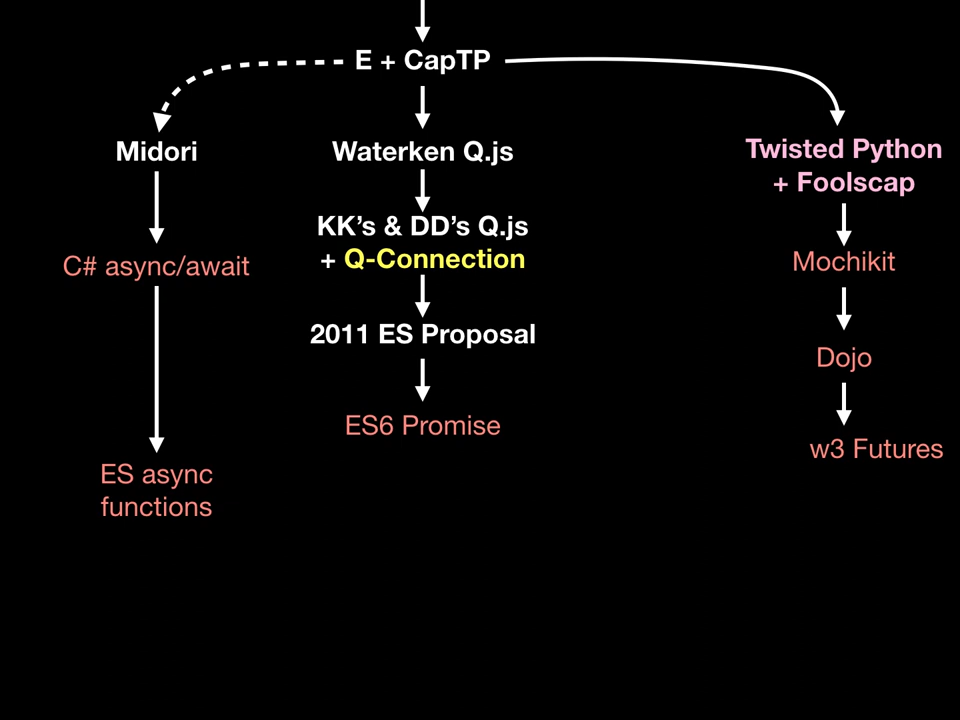 E + CapTP
Midori
Waterken Q.js
Twisted Python
+ Foolscap
KK’s & DD’s Q.js
+ Q-Connection
C# async/await
Mochikit
2011 ES Proposal
Dojo
ES6 Promise
w3 Futures
ES async
functions